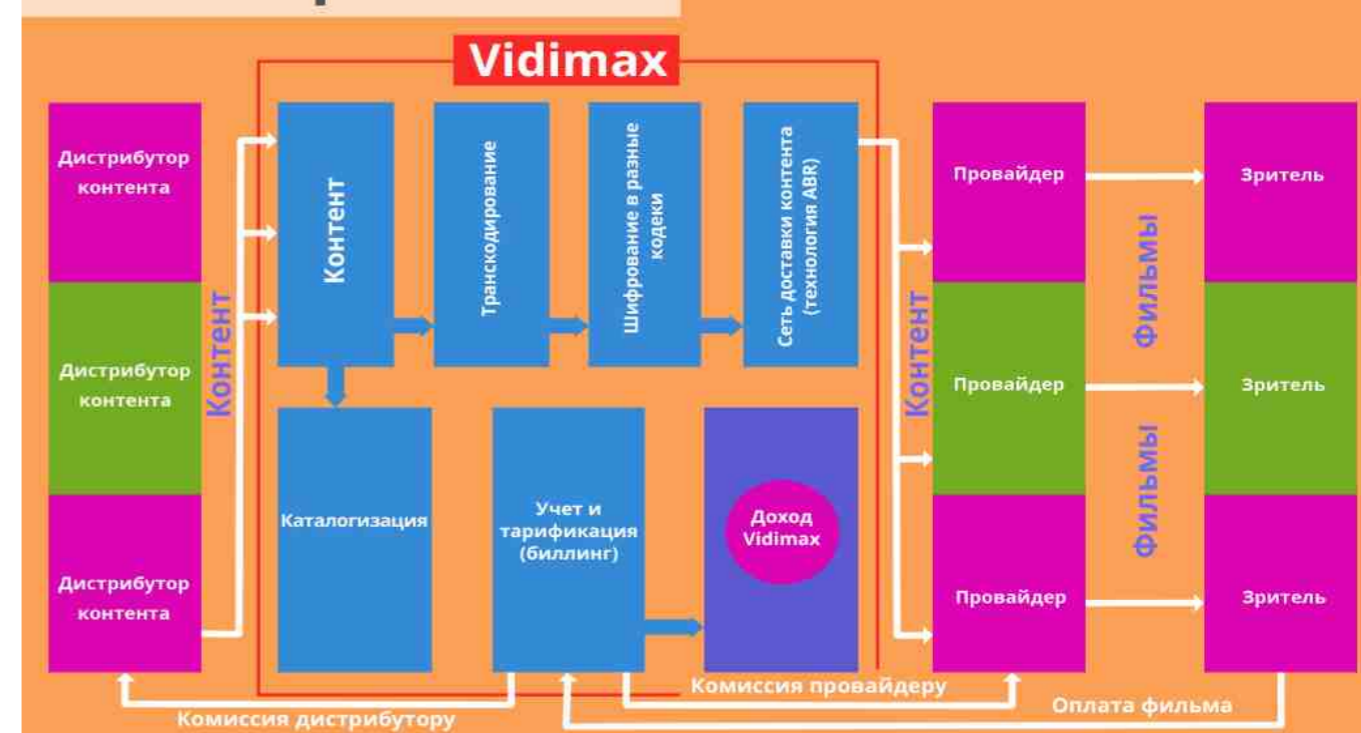 Vidimax
Дистрибутор
контента
Дистрибутор
контента
Дистрибутор
контента
Контент
Контент
Транскодирование
Шифрование в разные
кодеки
Сеть доставки контента
(технология ABR)
Каталогизация
Учет и
тарификация
(биллинг)
Доход
Vidimax
Контент
Провайдер
Провайдер
Провайдер
Фильмы
Фильмы
Зритель
Зритель
Зритель
Комиссия дистрибутору
Комиссия провайдеру
Оплата фильма